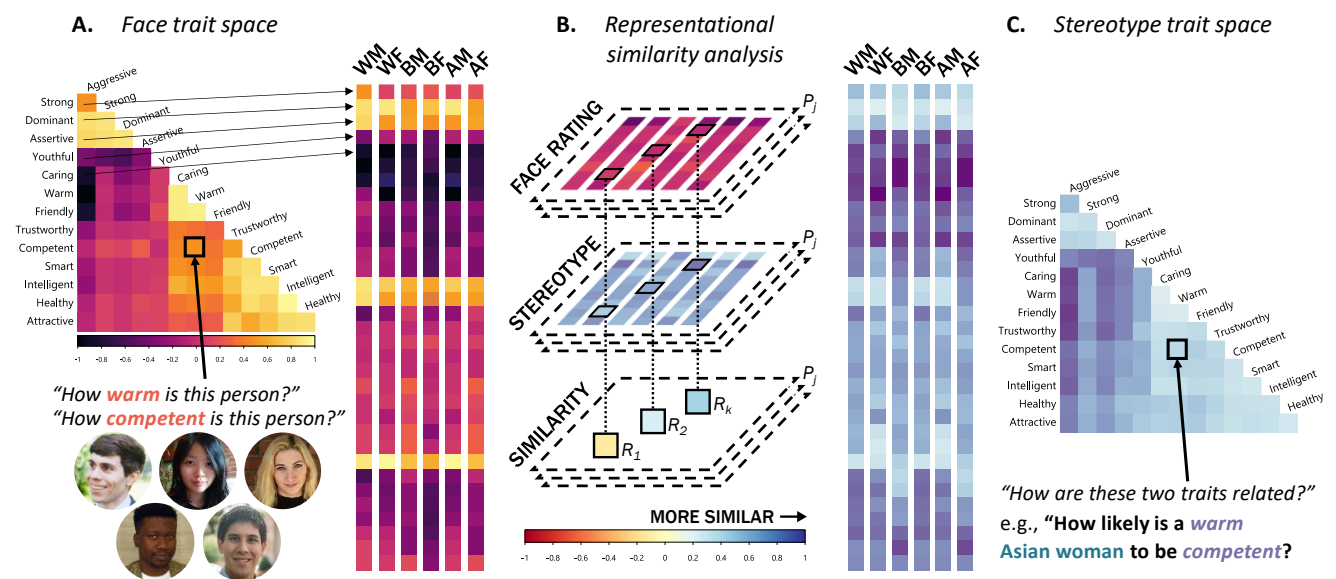 A. Face trait space
Aggressive
Strong
Dominant
Assertive
Youthful
Caring
Warm
Friendly
Trustworthy
Competent
Smart
Intelligent
Healthy
Strong
Dominant
Assertive
Youthful
Caring
Warm
Friendly
Trustworthy
Competent
Smart
Intelligent
Healthy
Attractive
-1 -0.8 -0.6 -0.4 -0.2 0 0.2 0.4 0.6 0.8 1
“How warm is this person?”
“How competent is this person?”
WM WF BM BF AM AF
B. Representational
similarity analysis
FACE RATING
Pj
STEREOTYPE
Pj
SIMILARITY
Pj
R1
R2
Rk
MORE SIMILAR
-1 -0.8 -0.6 -0.4 -0.2 0 0.2 0.4 0.6 0.8 1
WM WF BM BF AM AF
C. Stereotype trait space
Aggressive
Strong
Dominant
Assertive
Youthful
Caring
Warm
Friendly
Trustworthy
Competent
Smart
Intelligent
Healthy
Strong
Dominant
Assertive
Youthful
Caring
Warm
Friendly
Trustworthy
Competent
Smart
Intelligent
Healthy
Attractive
“How are these two traits related?”
e.g., “How likely is a warm
Asian woman to be competent?